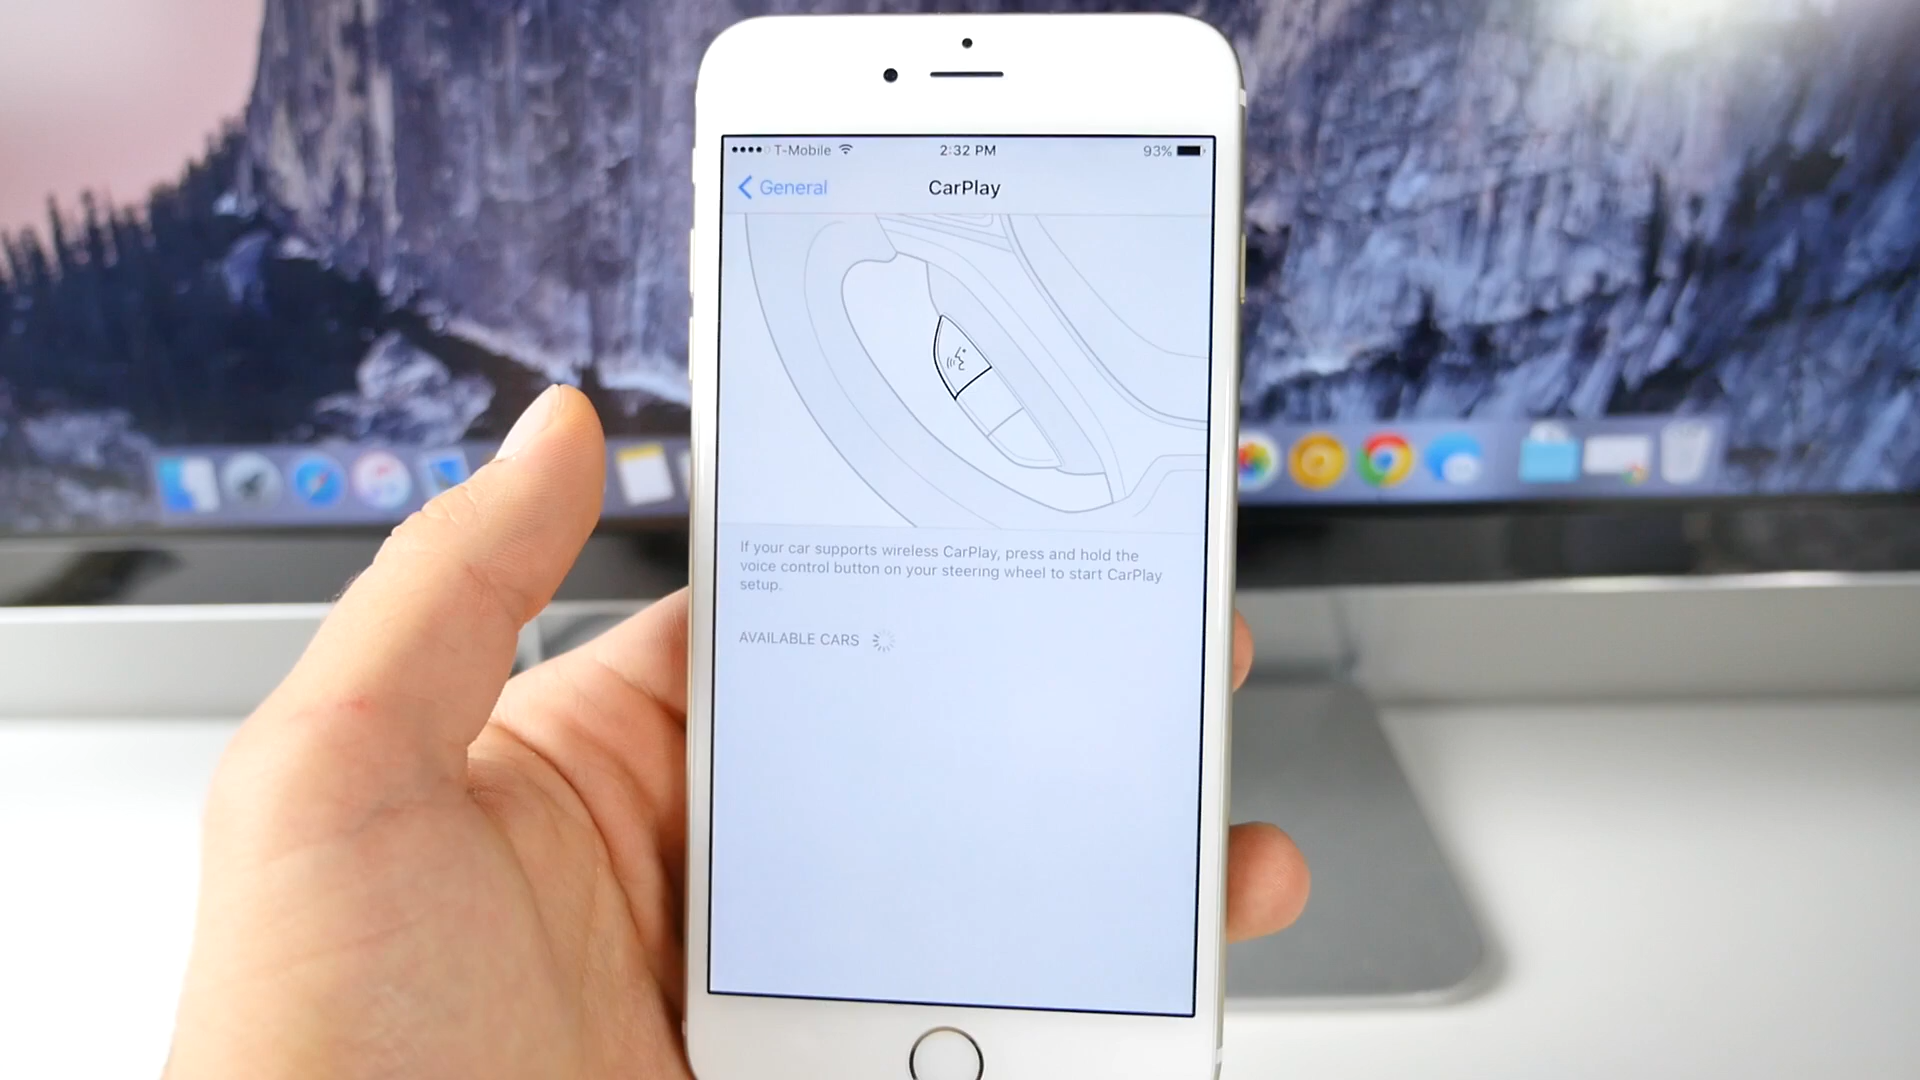 T-Mobile 2:32 PM 93%
General CarPlay
If your car supports wireless CarPlay, press and hold the
voice control button on your steering wheel to start CarPlay
setup.
AVAILABLE CARS